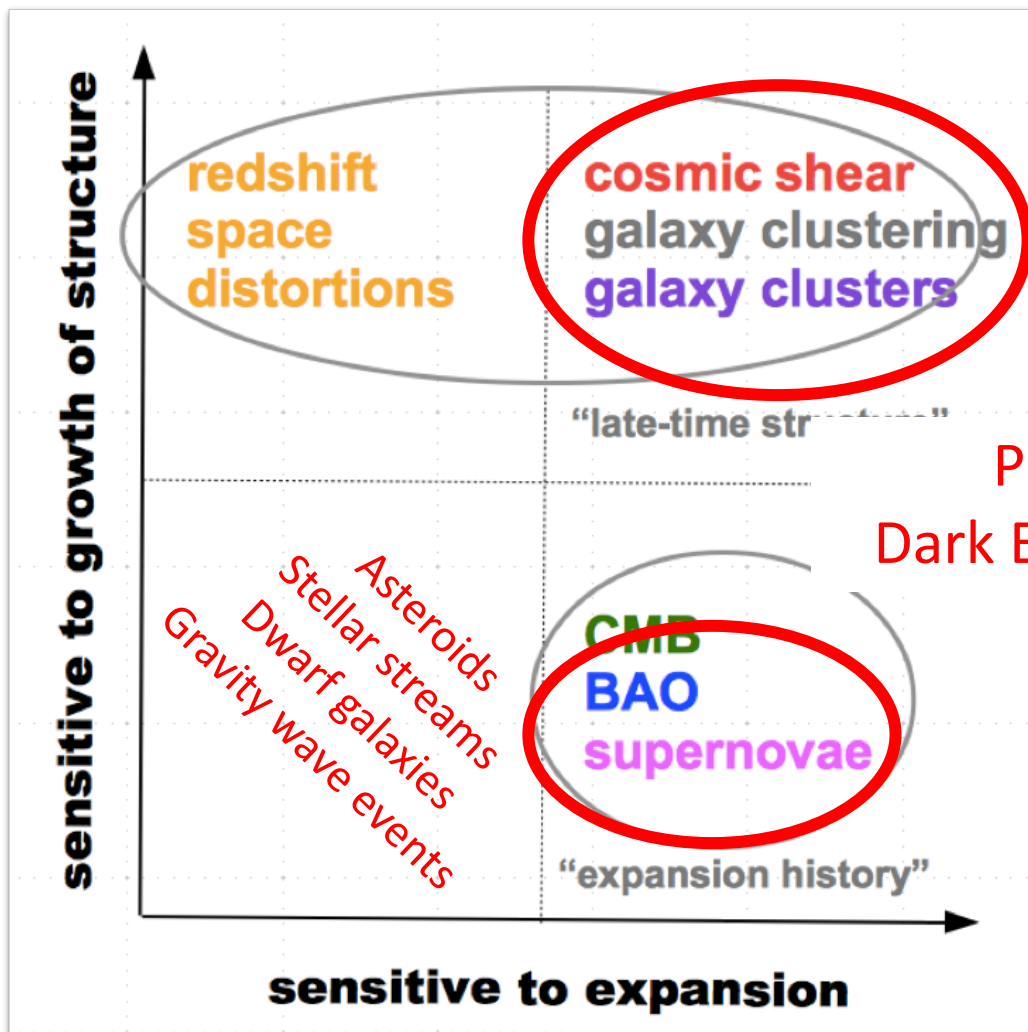 sensitive to growth of structure
redshift
space
distortions
cosmic shear
galaxy clustering
galaxy clusters
“late-time
P
Dark E
Asteroids
Stellar streams
Dwarf galaxies
Gravity wave events
CMB
BAO
supernovae
“expansion history”
sensitive to expansion